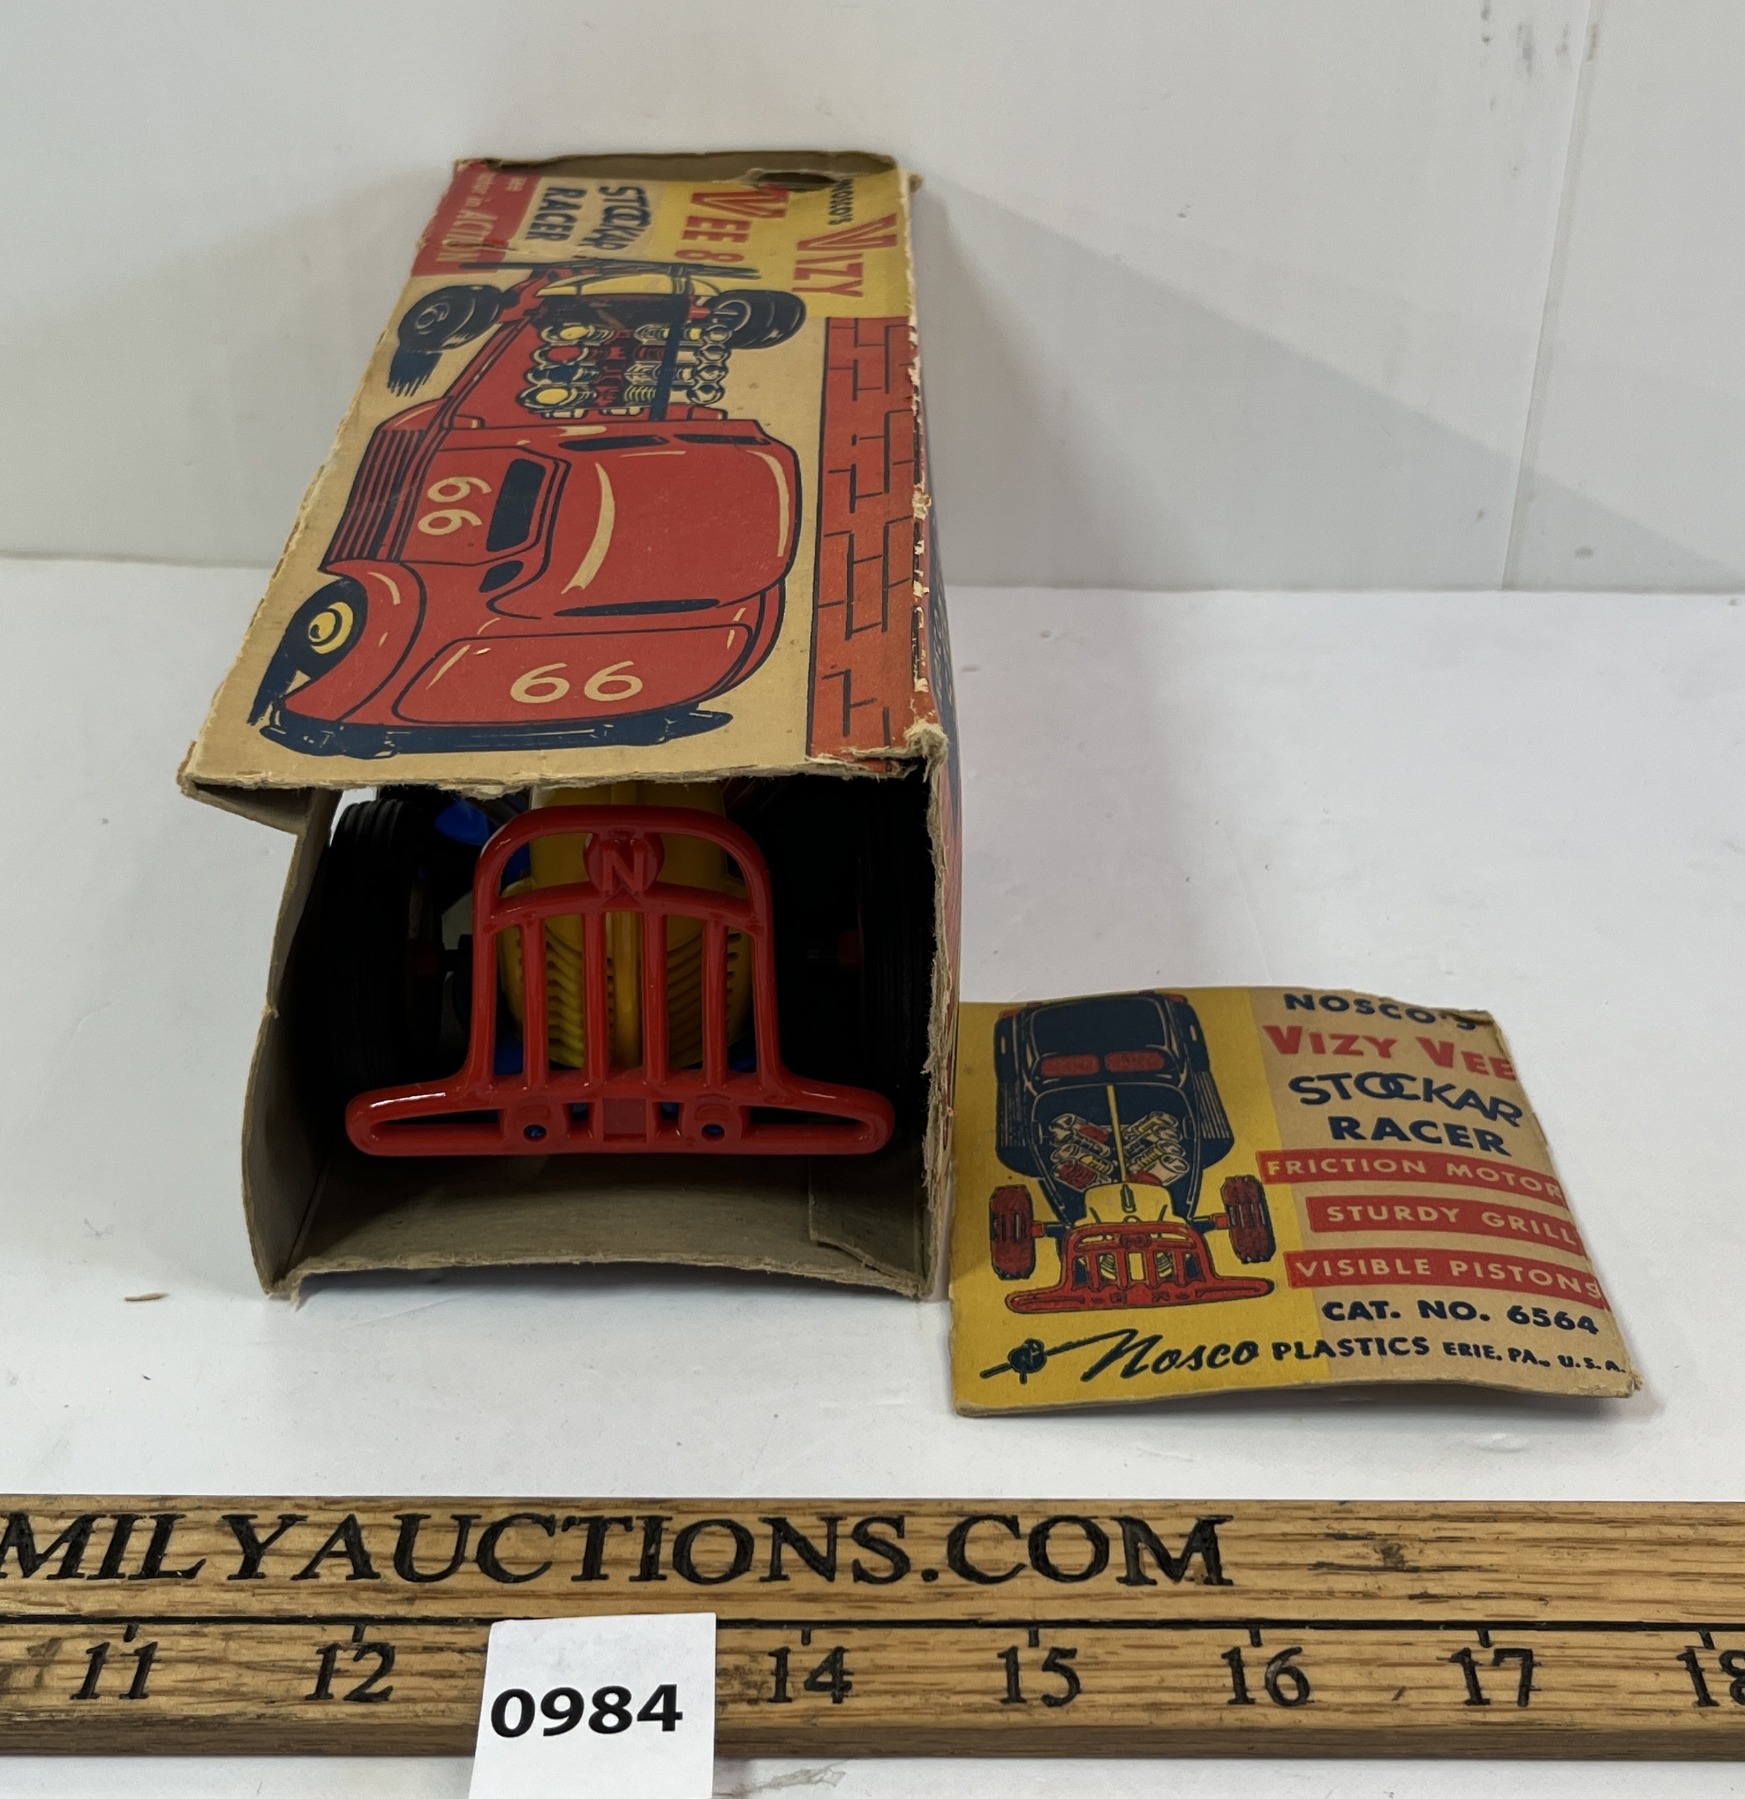 NOSCO'S
VIZY
VEE 8
STOCKAR
RACER
in ACTION
66
66
N
NOSCO'S
VIZY VEE
STOCKAR
RACER
FRICTION MOTOR
STURDY GRILL
VISIBLE PISTONS
CAT. NO. 6564
N
Nosco PLASTICS ERIE, PA., U.S.A.
MILYAUCTIONS.COM
11 12 14 15 16 17 18
0984